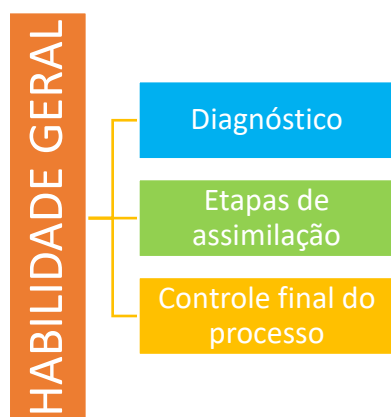 HABILIDADE GERAL
Diagnóstico
Etapas de
assimilação
Controle final do
processo